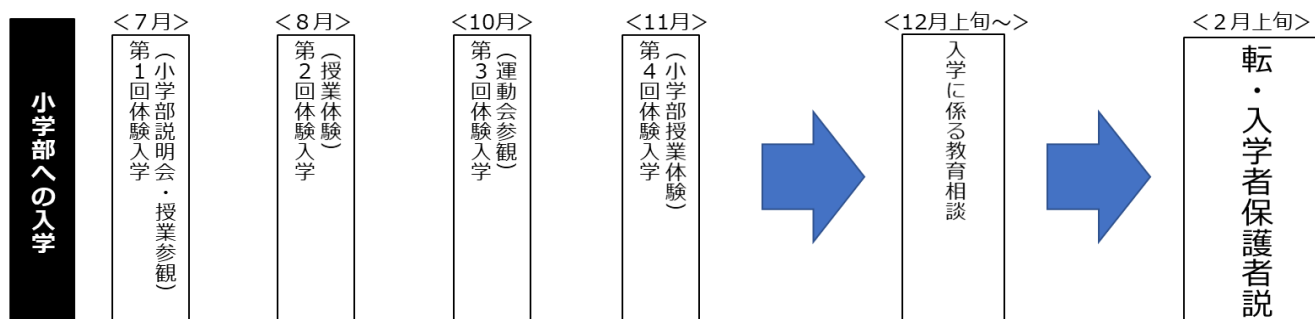 小学部への入学
＜７月＞
第１回体験入学
（小学部説明会・授業参観）
＜８月＞
第２回体験入学
（授業体験）
＜10月＞
第３回体験入学
（運動会参観）
＜11月＞
第４回体験入学
（小学部授業体験）
＜12月上旬～＞
入学に係る教育相談
＜２月上旬＞
転・入学者保護者説